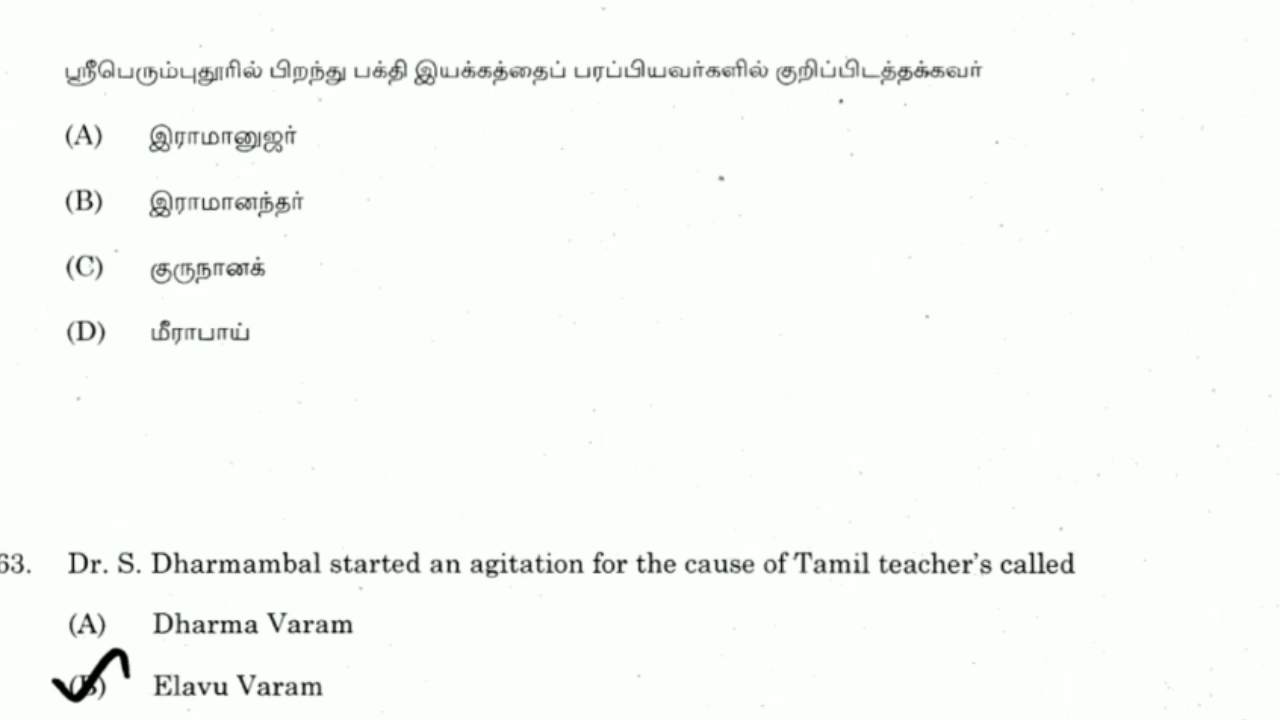 ஸ்ரீபெரும்புதூரில் பிறந்து பக்தி இயக்கத்தைப் பரப்பியவர்களில் குறிப்பிடத்தக்கவர்
(A) இராமானுஜர்
(B) இராமானந்தர்
(C) குருநானக்
(D) மீராபாய்
63. Dr. S. Dharmambal started an agitation for the cause of Tamil teacher's called
(A) Dharma Varam
(B) Elavu Varam